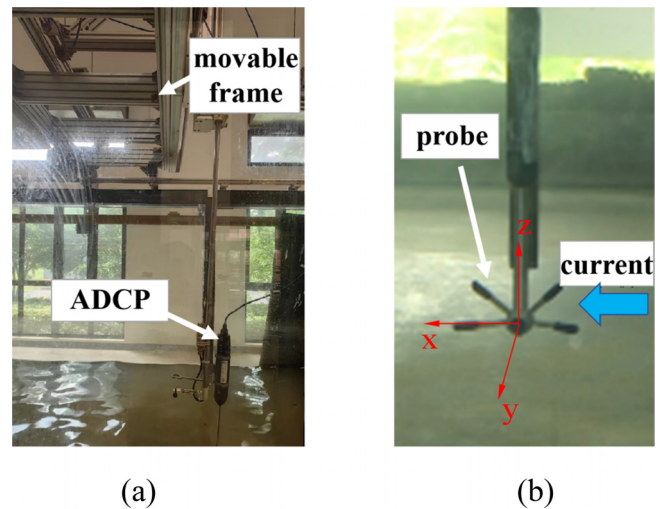 movable
frame
ADCP
probe
z
current
x
y
(a)
(b)